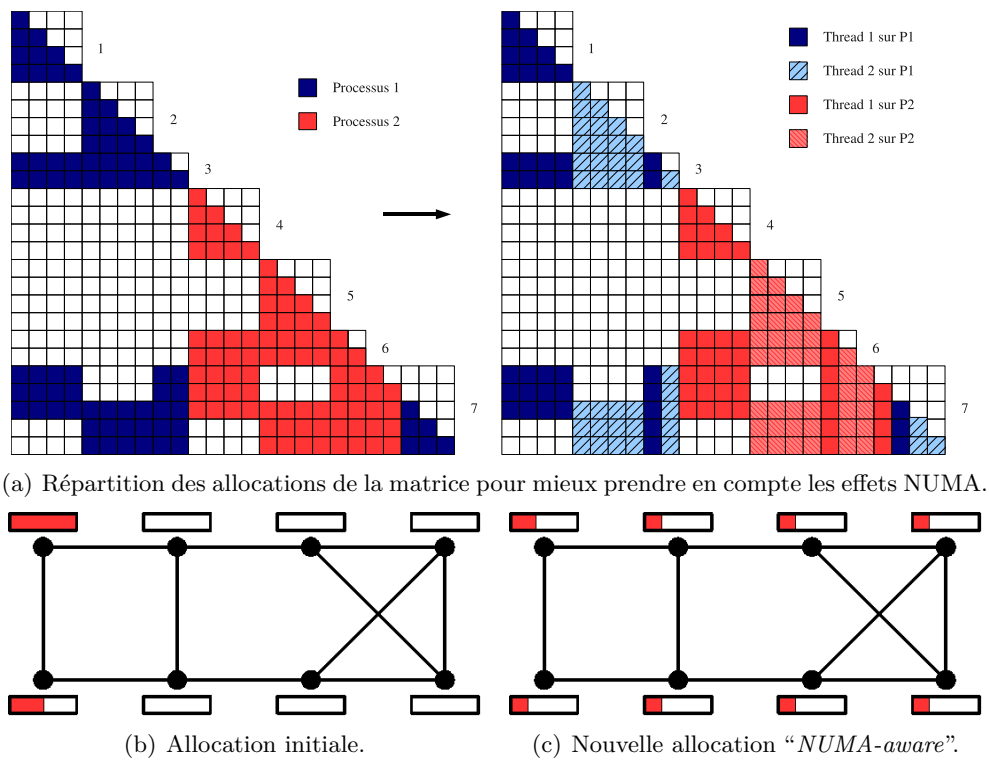 1
2
3
4
5
6
7
Processus 1
Processus 2
1
2
3
4
5
6
7
Thread 1 sur P1
Thread 2 sur P1
Thread 1 sur P2
Thread 2 sur P2
(a) Répartition des allocations de la matrice pour mieux prendre en compte les effets NUMA.
(b) Allocation initiale.
(c) Nouvelle allocation “NUMA-aware”.